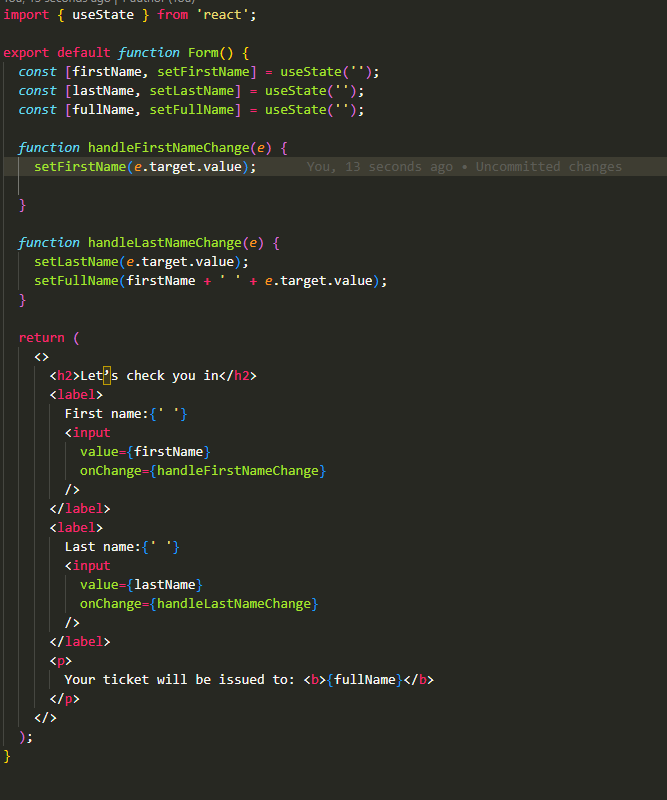 You, 13 seconds ago | 1 author (You)
import { useState } from 'react';
export default function Form() {
  const [firstName, setFirstName] = useState('');
  const [lastName, setLastName] = useState('');
  const [fullName, setFullName] = useState('');
  function handleFirstNameChange(e) {
    setFirstName(e.target.value);    You, 13 seconds ago • Uncommitted changes
  }
  function handleLastNameChange(e) {
    setLastName(e.target.value);
    setFullName(firstName + ' ' + e.target.value);
  }
  return (
    <>
      <h2>Let’s check you in</h2>
      <label>
        First name:{' '}
        <input
          value={firstName}
          onChange={handleFirstNameChange}
        />
      </label>
      <label>
        Last name:{' '}
        <input
          value={lastName}
          onChange={handleLastNameChange}
        />
      </label>
      <p>
        Your ticket will be issued to: <b>{fullName}</b>
      </p>
    </>
  );
}